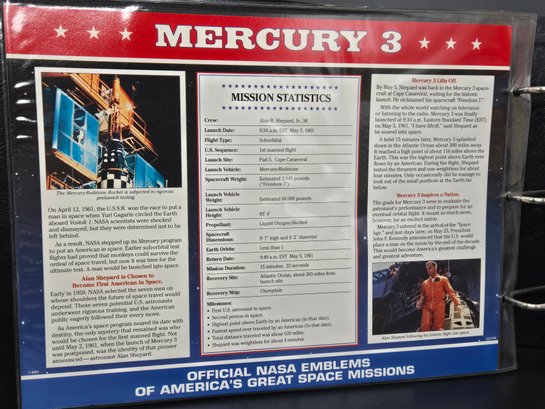 MERCURY 3
The Mercury-Redstone Rocket is subjected to rigorous
prelaunch testing.
On April 12, 1961, the U.S.S.R. won the race to put a
man in space when Yuri Gagarin circled the Earth
aboard Vostok 1. NASA scientists were shocked
and dismayed, but they were determined not to be
left behind.
As a result, NASA stepped up its Mercury program
to put an American in space. Earlier suborbital test
flights had proved that monkeys could survive the
ordeal of space travel, but now it was time for the
ultimate test. A man would be launched into space.
Alan Shepard is Chosen to
Become First American in Space.
Early in 1959, NASA selected the seven men on
whose shoulders the future of space travel would
depend. These seven potential U.S. astronauts
underwent rigorous training, and the American
public eagerly followed their every move.
As America's space program neared its date with
destiny, the only mystery that remained was who
would be chosen for the first manned flight. Not
until May 2, 1961, when the launch of Mercury 3
was postponed, was the identity of that pioneer
announced — astronaut Alan Shepard.
MISSION STATISTICS
Crew: Alan B. Shepard, Jr., 38
Launch Date: 9:34 a.m. EST May 5, 1961
Flight Type: Suborbital
U.S. Sequence: 1st manned flight
Launch Site: Pad 5, Cape Canaveral
Launch Vehicle: Mercury-Redstone
Spacecraft Weight: Estimated 2,845 pounds
("Freedom 7")
Launch Vehicle
Weight: Estimated 66,000 pounds
Launch Vehicle
Height: 83' 4"
Propellant: Liquid Oxygen/Alcohol
Spacecraft
Dimensions: 9' 7" high and 6' 2" diameter
Earth Orbits: Less than 1
Return Date: 9:49 a.m. EST May 5, 1961
Mission Duration: 15 minutes, 22 seconds
Recovery Site: Atlantic Ocean, about 303 miles from
launch site
Recovery Ship: Champlain
Milestones:
• First U.S. astronaut in space.
• Second person in space.
• Highest point above Earth by an American (to that date).
• Fastest speed ever traveled by an American (to that date).
• Total distance traveled was about 628 miles.
• Shepard was weightless for about 4 minutes.
Mercury 3 Lifts Off.
By May 5, Shepard was back in the Mercury 3 space-
craft at Cape Canaveral, waiting for the historic
launch. He nicknamed his spacecraft "Freedom 7."
With the whole world watching on television
or listening to the radio, Mercury 3 was finally
launched at 9:34 a.m. Eastern Standard Time (EST)
on May 5, 1961. "I have liftoff," said Shepard as
he soared into space.
A brief 15 minutes later, Mercury 3 splashed
down in the Atlantic Ocean about 300 miles away.
It reached a high point of about 116 miles above the
Earth. This was the highest point above Earth ever
flown by an American. During the flight, Shepard
tested the thrusters and was weightless for about
four minutes. Only occasionally did he manage to
look out of the small porthole at the Earth far
below.
Mercury 3 Inspires a Nation.
The goals for Mercury 3 were to evaluate the
astronaut's performance and to prepare for an
eventual orbital flight. It meant so much more,
however, for an excited nation.
Mercury 3 ushered in the arrival of the "Space
Age," and just days later, on May 25, President
John F. Kennedy announced that the U.S. would
place a man on the moon by the end of the decade.
This would become America's greatest challenge
and greatest adventure.
Alan Shepard following his historic flight into space.
OFFICIAL NASA EMBLEMS
OF AMERICA'S GREAT SPACE MISSIONS